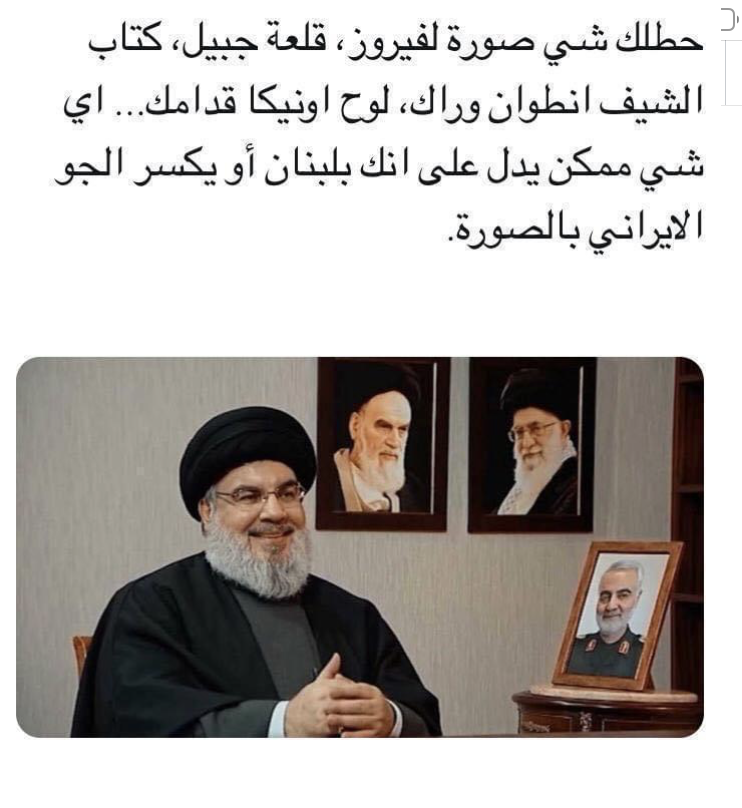 حطلك شي صورة لفيروز، قلعة جبيل، كتاب
الشيف انطوان وراك، لوح اونيكا قدامك... اي
شي ممكن يدل على انك بلبنان أو يكسر الجو
الايراني بالصورة.